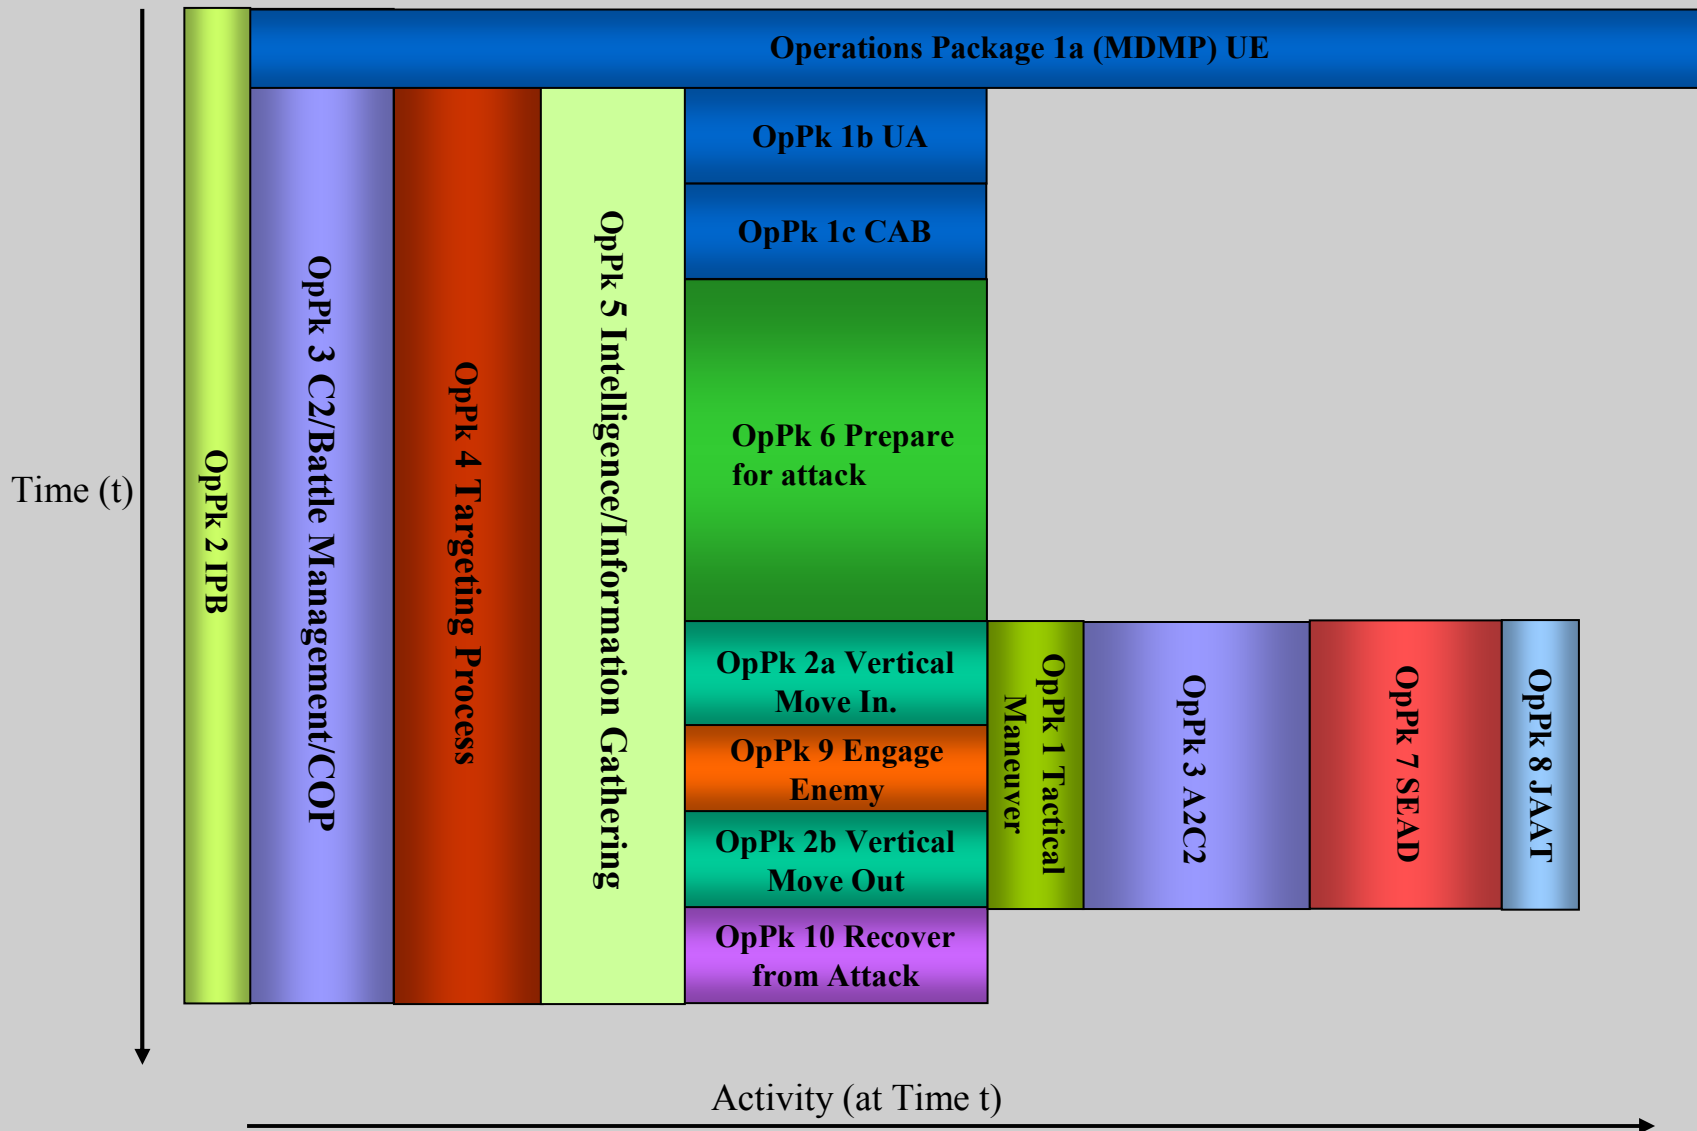 Operations Package 1a (MDMP) UE
Time (t)
OpPk 2 IPB
OpPk 3 C2/Battle Management/COP
OpPk 4 Targeting Process
OpPk 5 Intelligence/Information Gathering
OpPk 1b UA
OpPk 1c CAB
OpPk 6 Prepare
for attack
OpPk 2a Vertical
Move In.
OpPk 9 Engage
Enemy
OpPk 2b Vertical
Move Out
OpPk 10 Recover
from Attack
OpPk 1 Tactical
Maneuver
OpPk 3 A2C2
OpPk 7 SEAD
OpPk 8 JAAT
Activity (at Time t)